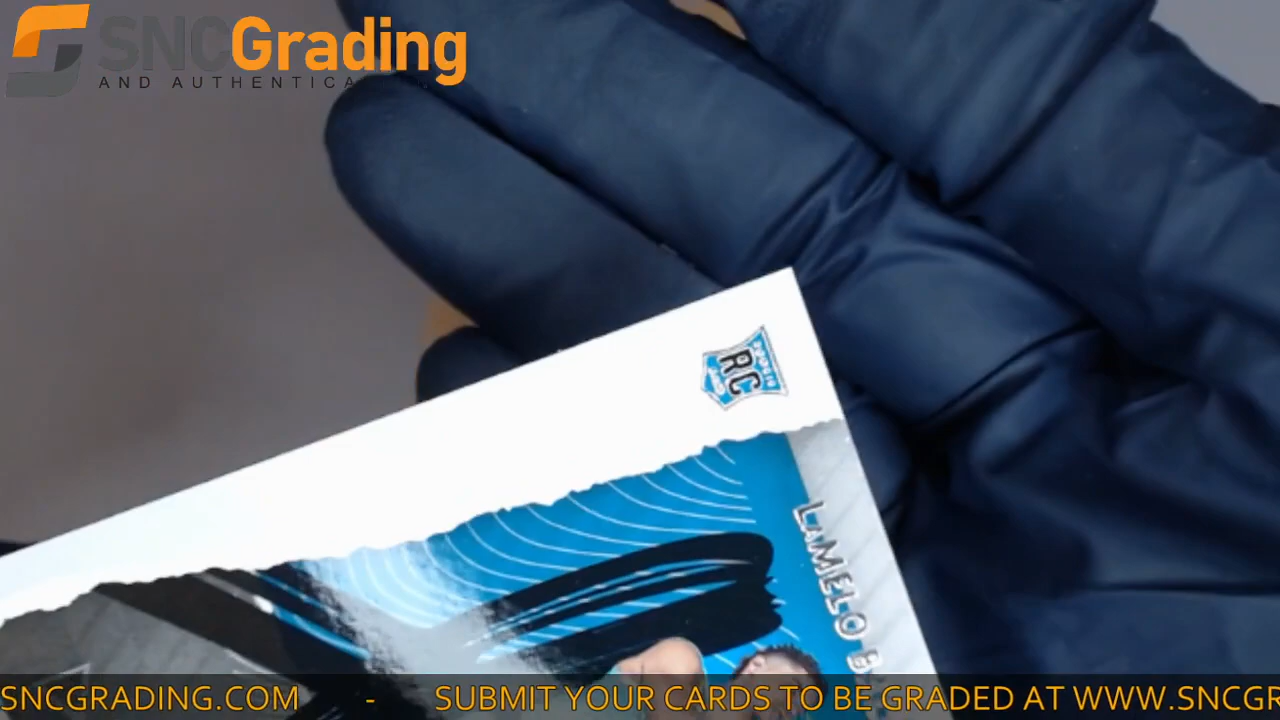 SNCGrading
AND AUTHENTICA
RC
LAMELO B
SNCGRADING.COM - SUBMIT YOUR CARDS TO BE GRADED AT WWW.SNCGR